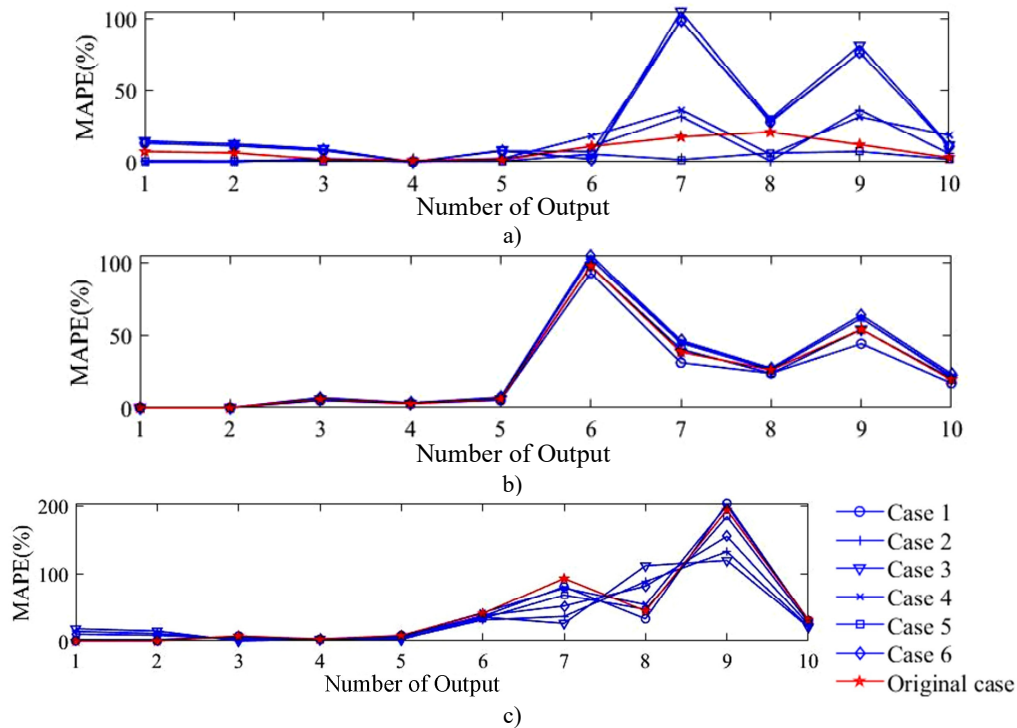 MAPE(%)
100
50
0
1 2 3 4 5 6 7 8 9 10
Number of Output
a)
MAPE(%)
100
50
0
1 2 3 4 5 6 7 8 9 10
Number of Output
b)
MAPE(%)
200
100
0
1 2 3 4 5 6 7 8 9 10
Number of Output
c)
Case 1
Case 2
Case 3
Case 4
Case 5
Case 6
Original case